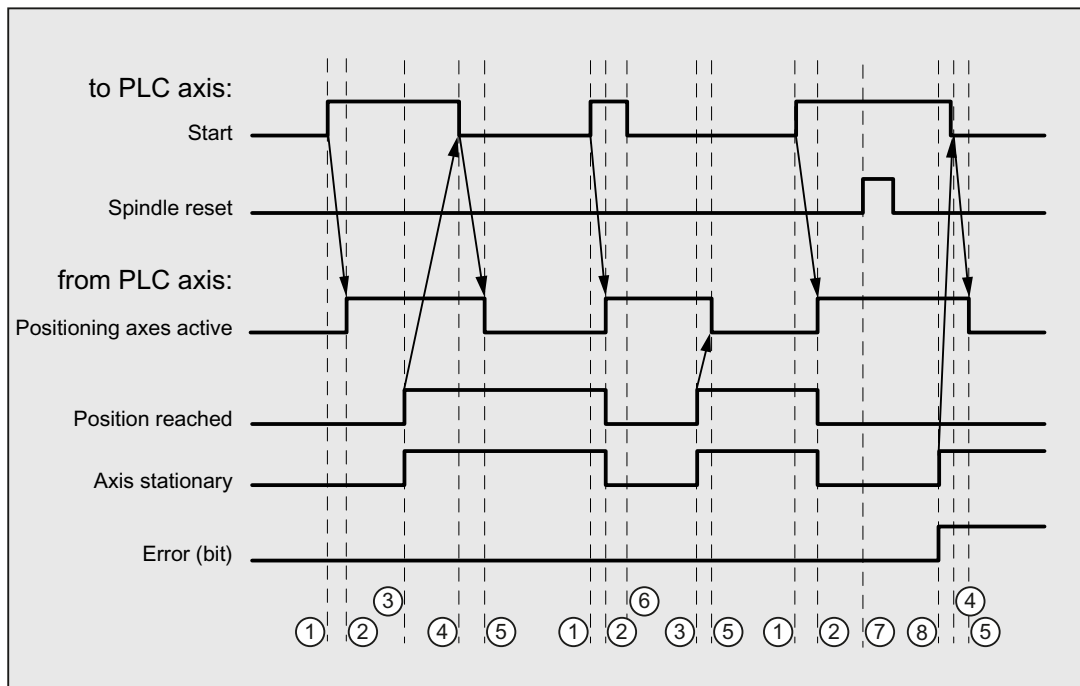 to PLC axis:
Start
Spindle reset
from PLC axis:
Positioning axes active
Position reached
Axis stationary
Error (bit)
3 6 4
1 2 4 5 1 2 3 5 1 2 7 8 5